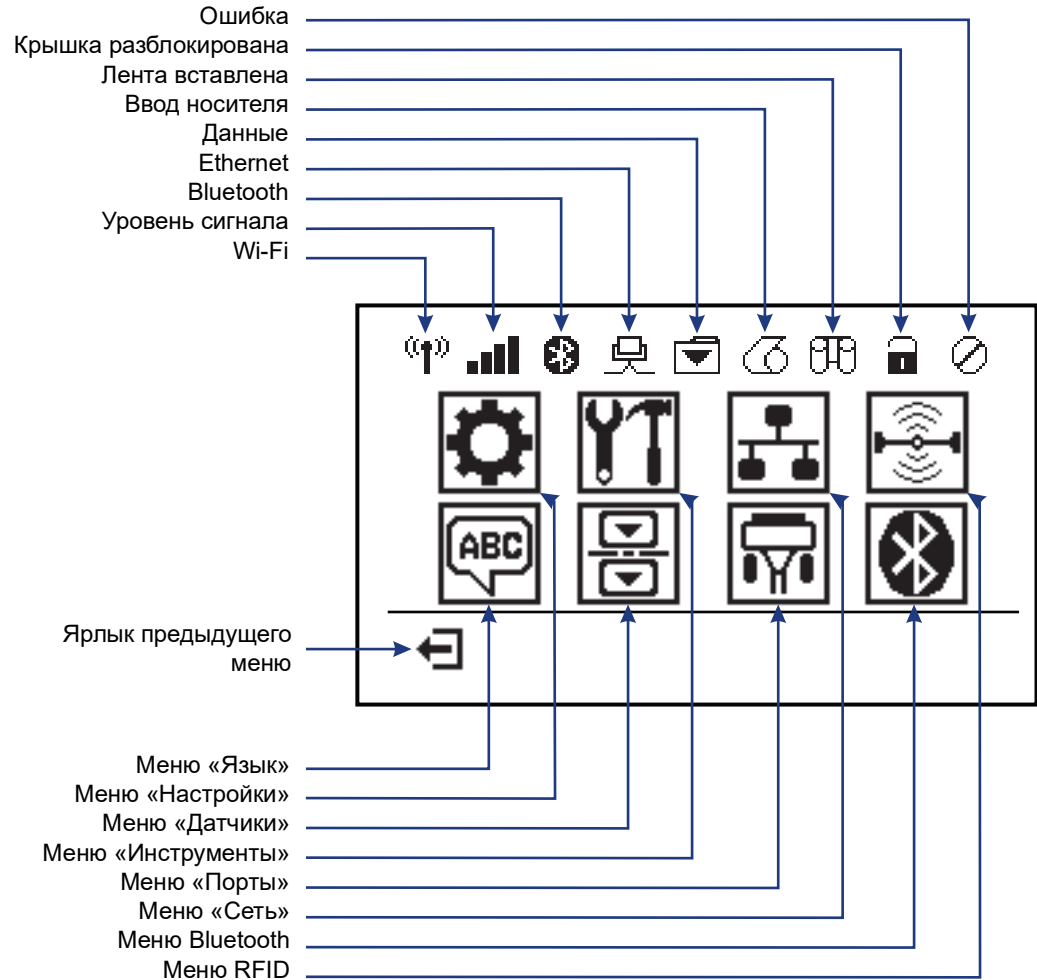 Ошибка
Крышка разблокирована
Лента вставлена
Ввод носителя
Данные
Ethernet
Bluetooth
Уровень сигнала
Wi-Fi
ABC
Ярлык предыдущего
меню
Меню «Язык»
Меню «Настройки»
Меню «Датчики»
Меню «Инструменты»
Меню «Порты»
Меню «Сеть»
Меню Bluetooth
Меню RFID